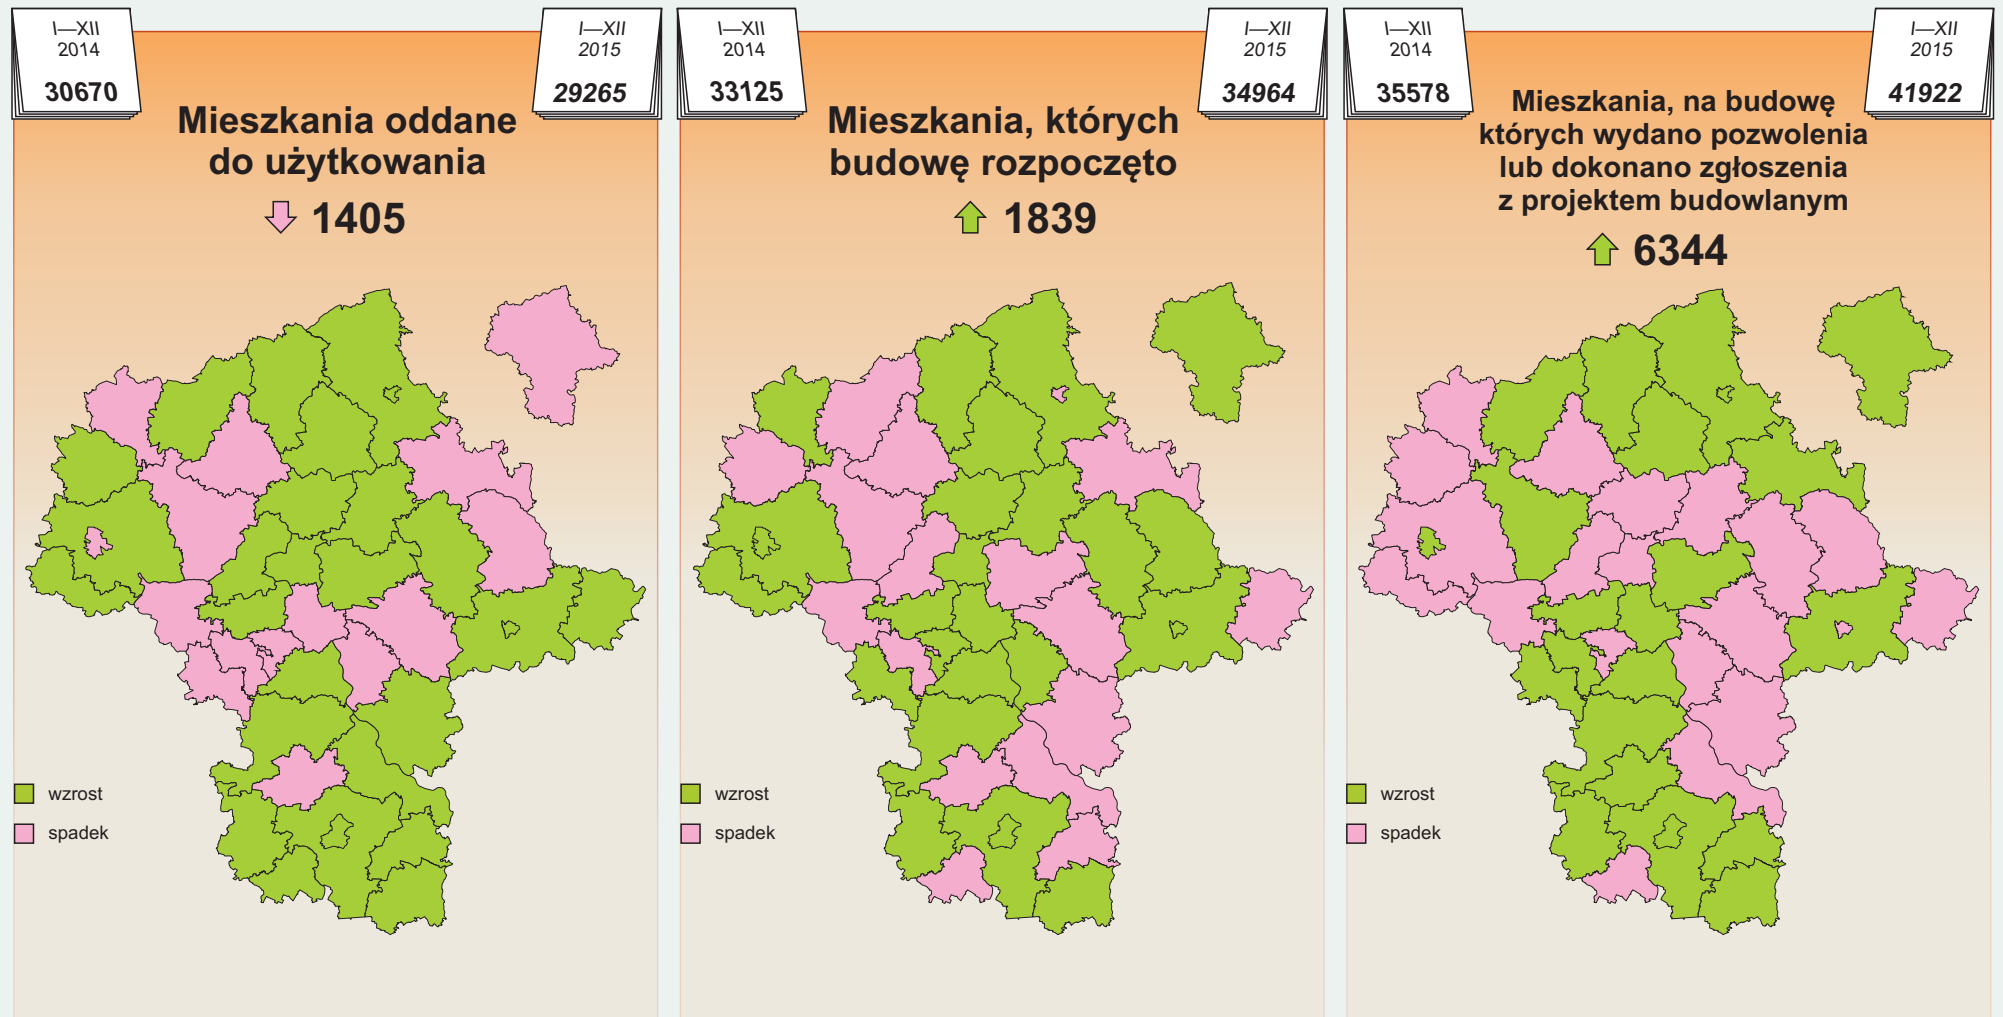 I—XII
2014
30670
I—XII
2015
29265
Mieszkania oddane
do użytkowania
1405
wzrost
spadek
I—XII
2014
33125
I—XII
2015
34964
Mieszkania, których
budowę rozpoczęto
1839
wzrost
spadek
I—XII
2014
35578
I—XII
2015
41922
Mieszkania, na budowę
których wydano pozwolenia
lub dokonano zgłoszenia
z projektem budowlanym
6344
wzrost
spadek